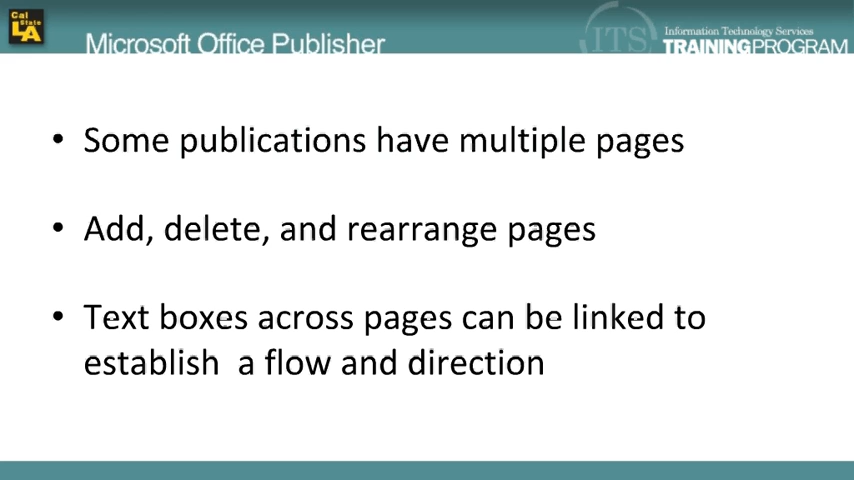 Cal
State
LA
Microsoft Office Publisher
ITS
Information Technology Services
TRAININGPROGRAM
• Some publications have multiple pages
• Add, delete, and rearrange pages
• Text boxes across pages can be linked to
establish  a flow and direction